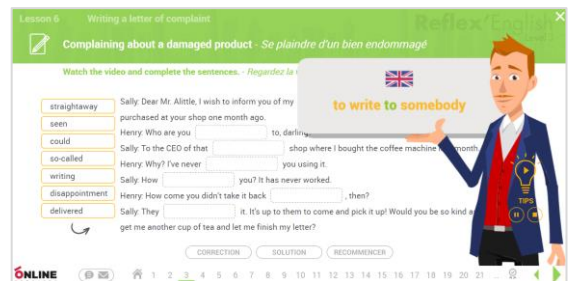 Lesson 6 Writing a letter of complaint
Reflex'English
Complaining about a damaged product - Se plaindre d'un bien endommagé
Watch the video and complete the sentences. - Regardez la
to write to somebody
straightaway
seen
could
so-called
writing
disappointment
delivered
Sally: Dear Mr. Alittle, I wish to inform you of my
purchased at your shop one month ago.
Henry: Who are you to, darling
Sally: To the CEO of that shop where I bought the coffee machine month.
Henry: Why? I've never you using it.
Sally: How you? It has never worked.
Henry: How come you didn't take it back , then?
Sally: They it. It's up to them to come and pick it up! Would you be so kind a
get me another cup of tea and let me finish my letter?
TIPS
CORRECTION SOLUTION RECOMMENCER
ONLINE 1 2 3 4 5 6 7 8 9 10 11 12 13 14 15 16 17 18 19 20 21 ...